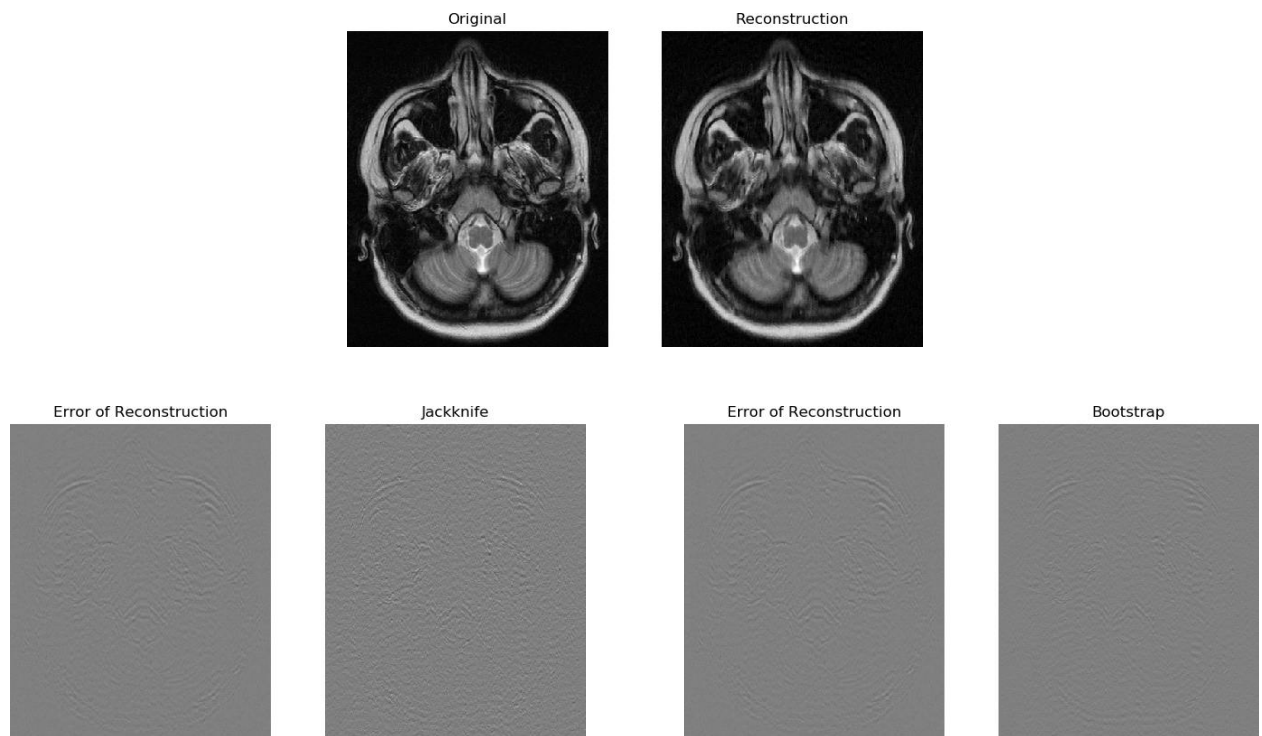 Original
Reconstruction
Error of Reconstruction
Jackknife
Error of Reconstruction
Bootstrap